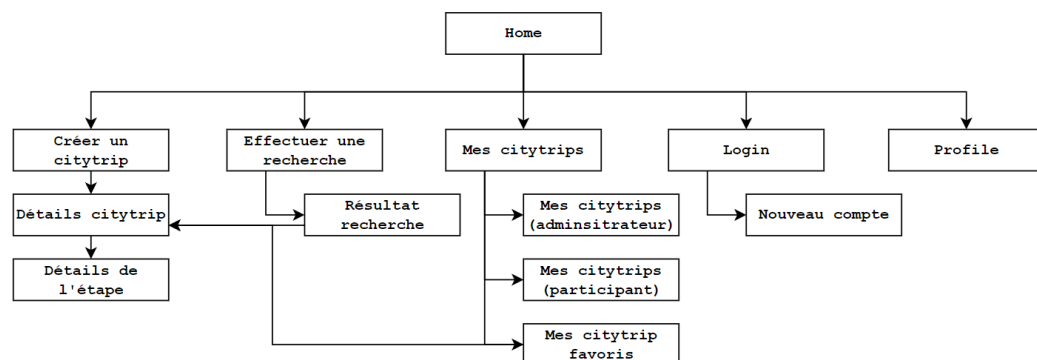 Home
Créer un
citytrip
Effectuer une
recherche
Mes citytrips
Login
Profile
Détails citytrip
Résultat
recherche
Mes citytrips
(adminsitrateur)
Nouveau compte
Détails de
l'étape
Mes citytrips
(participant)
Mes citytrip
favoris